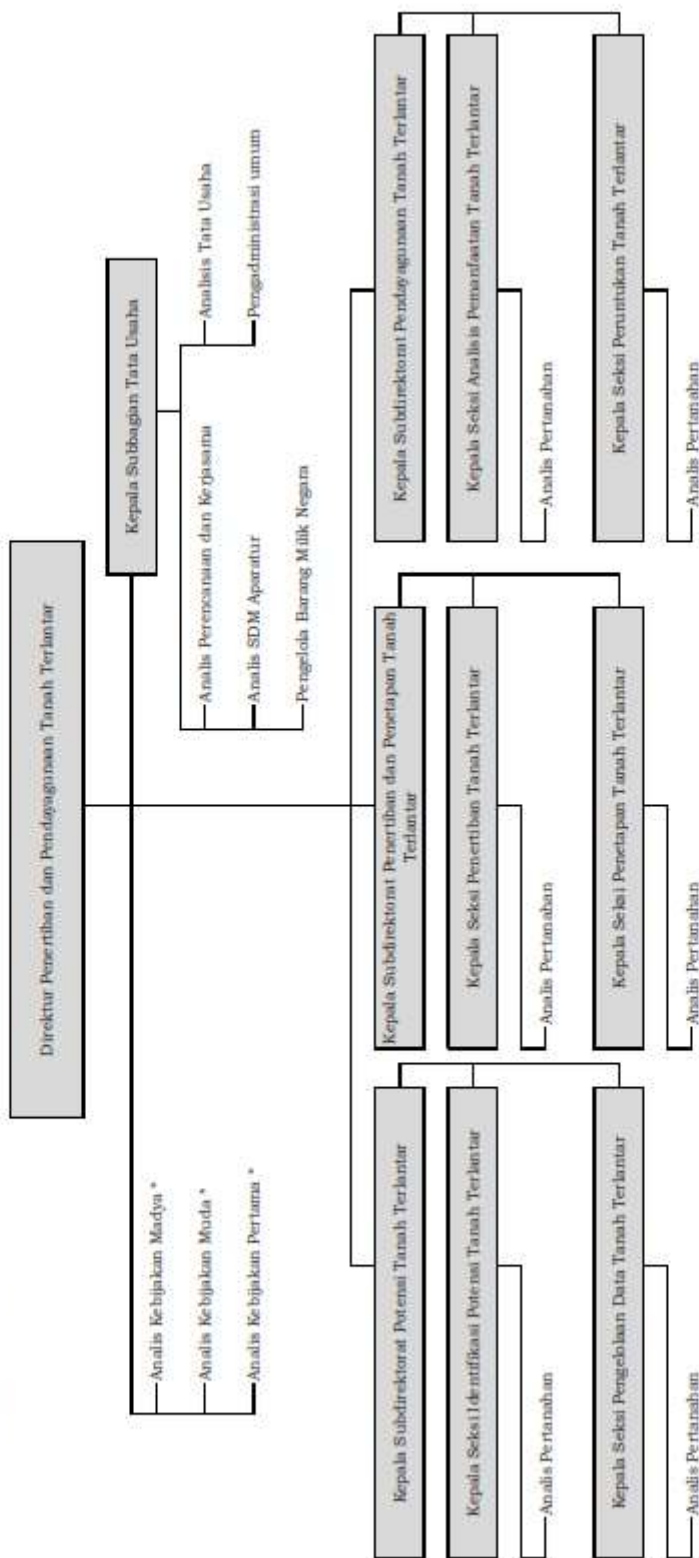 Direktur Penertiban dan Pendayagunaan Tanah Terlantar
Kepala Subbagian Tata Usaha
Analis Kebijakan Madya *
Analis Kebijakan Muda *
Analis Kebijakan Pertama *
Analis Perencanaan dan Kerjasama
Analis SDM Aparatur
Pengelola Barang Milik Negara
Analisis Tata Usaha
Pengadministrasi umum
Kepala Subdirektorat Potensi Tanah Terlantar
Kepala Seksi Identifikasi Potensi Tanah Terlantar
Analis Pertanahan
Kepala Seksi Pengelolaan Data Tanah Terlantar
Analis Pertanahan
Kepala Subdirektorat Penertiban dan Penetapan Tanah
Terlantar
Kepala Seksi Penertiban Tanah Terlantar
Analis Pertanahan
Kepala Seksi Penetapan Tanah Terlantar
Analis Pertanahan
Kepala Subdirektorat Pendayagunaan Tanah Terlantar
Kepala Seksi Analisis Pemanfaatan Tanah Terlantar
Analis Pertanahan
Kepala Seksi Peruntukan Tanah Terlantar
Analis Pertanahan